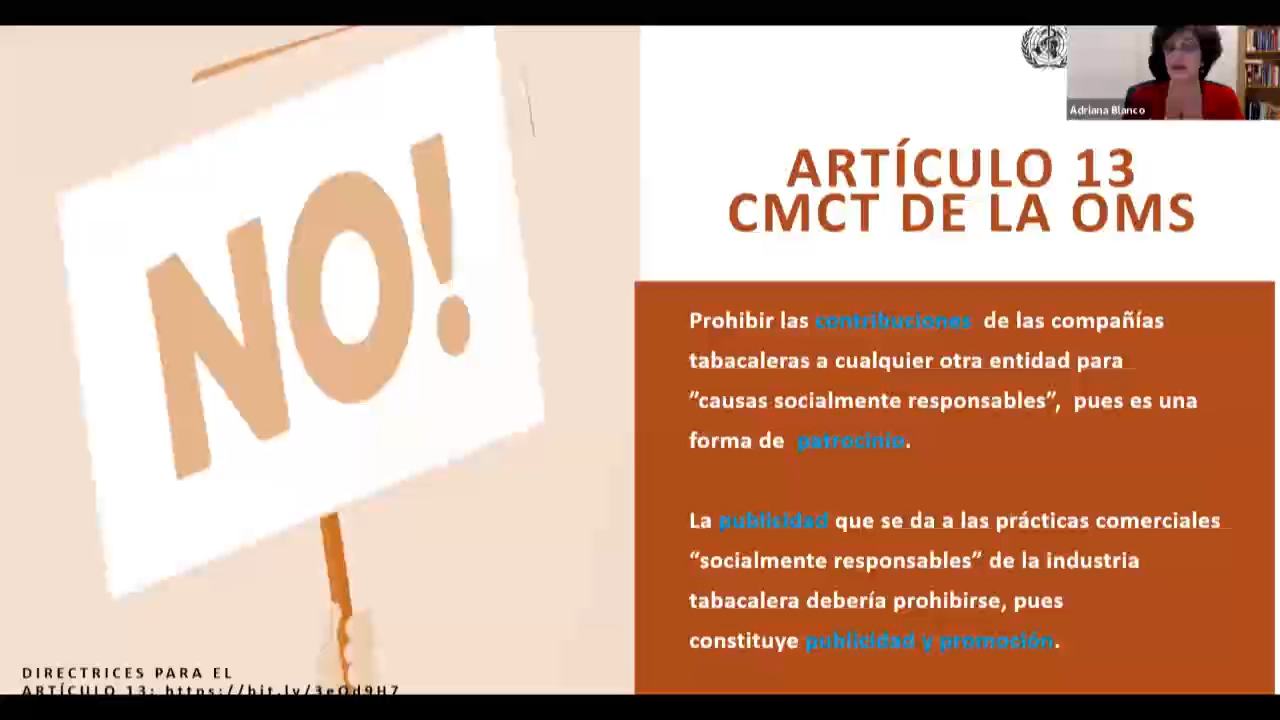 NO!
Adriana Blanco
ARTÍCULO 13
CMCT DE LA OMS
Prohibir las contribuciones de las compañías
tabacaleras a cualquier otra entidad para
”causas socialmente responsables”, pues es una
forma de patrocinio.
La publicidad que se da a las prácticas comerciales
“socialmente responsables” de la industria
tabacalera debería prohibirse, pues
constituye publicidad y promoción.
DIRECTRICES PARA EL
ARTÍCULO 13: